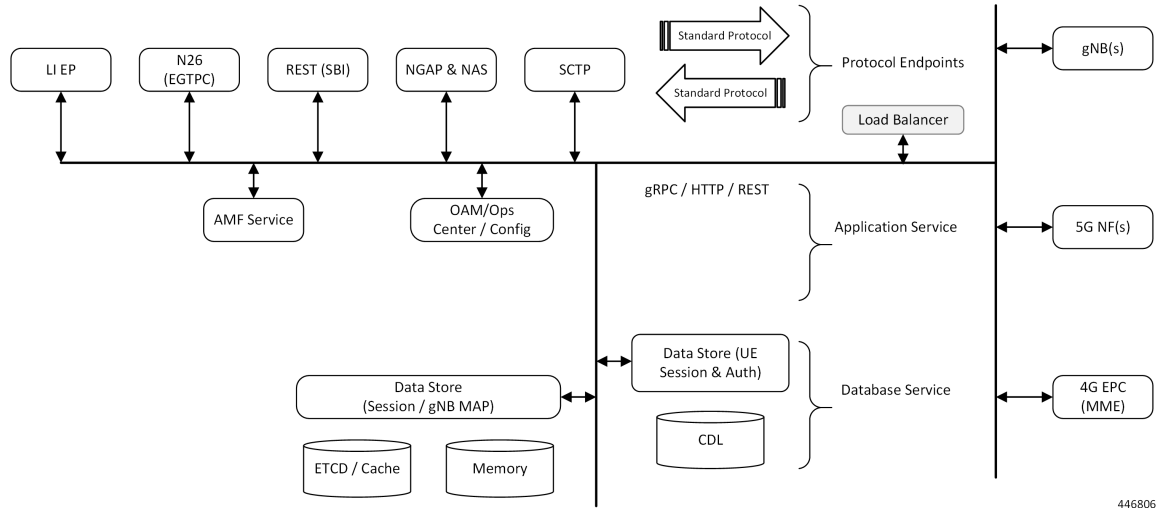 Standard Protocol
LI EP
N26
(EGTPC)
REST (SBI)
NGAP & NAS
SCTP
Protocol Endpoints
gNB(s)
Standard Protocol
Load Balancer
gRPC / HTTP / REST
AMF Service
OAM/Ops
Center / Config
Application Service
5G NF(s)
Data Store (UE
Session & Auth)
Data Store
(Session / gNB MAP)
Database Service
4G EPC
(MME)
CDL
ETCD / Cache
Memory
446806